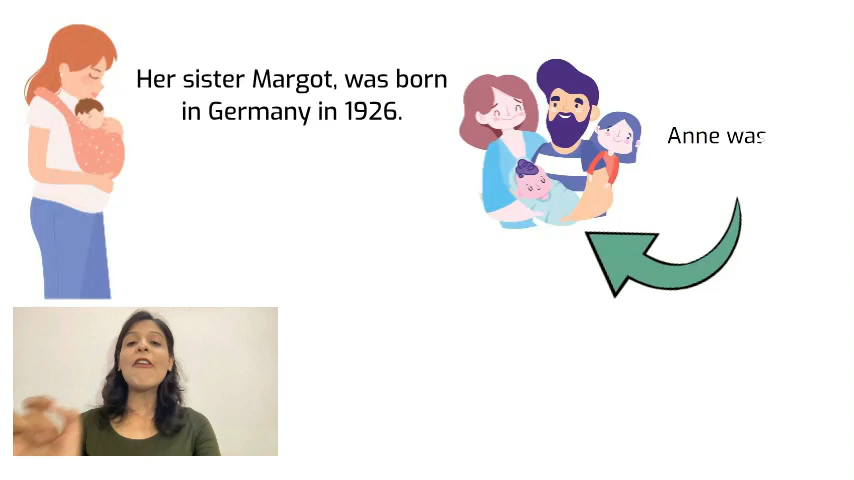 Her sister Margot, was born
in Germany in 1926.
Anne was